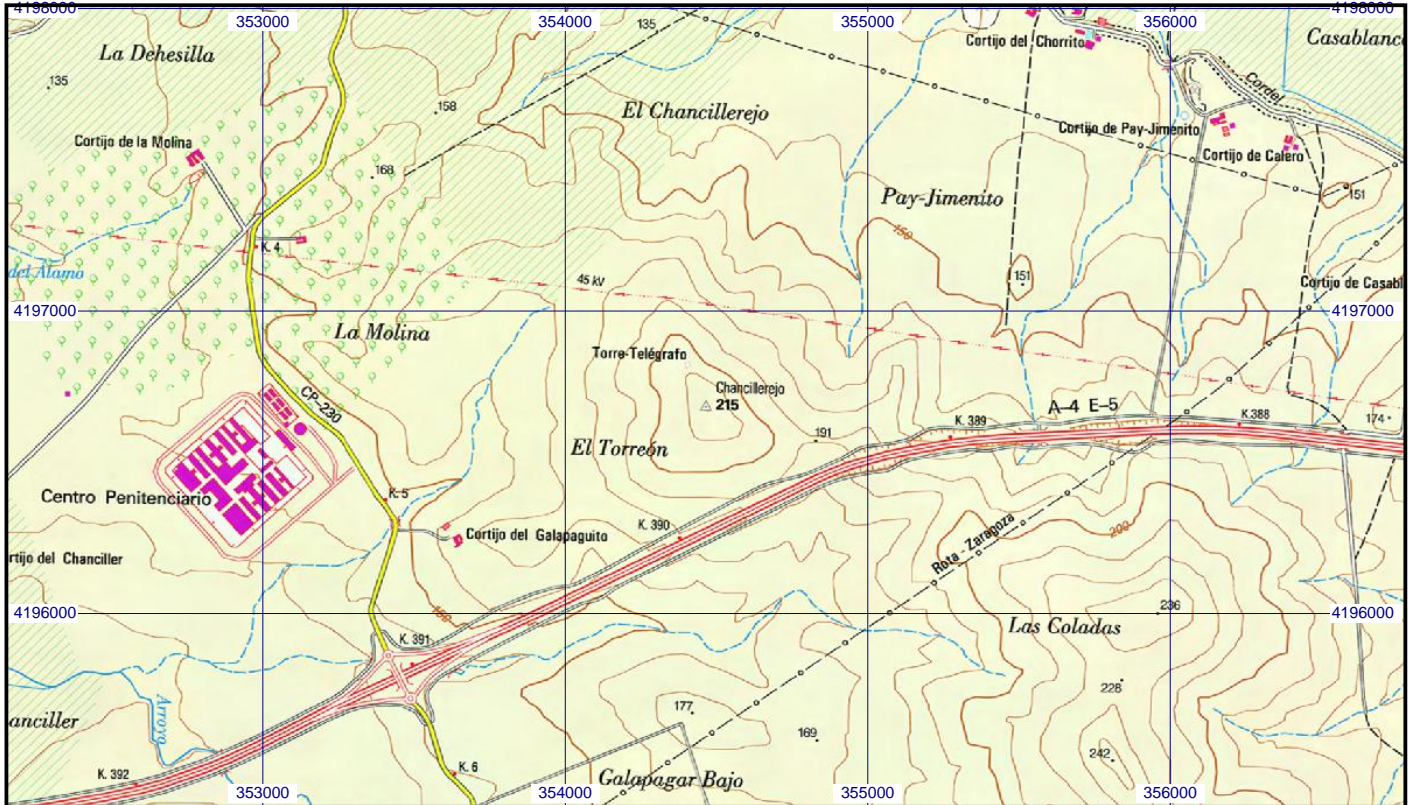 4198000 353000 354000 355000 356000 4198000
135
Cortijo del Chorrito
Casablanc
La Dehesilla
135
158
El Chancillerejo
Cordel
Cortijo de Pay-Jimenito
Cortijo de la Molina
Cortijo de Calero
168
Pay-Jimenito
151
150
K. 4
del Álamo
45 kV
151
Cortijo de Casabl
4197000 4197000
La Molina
Torre-Telégrafo
Chancillerejo
215
CP-230
A-4 E-5
K. 389
K. 388
174
191
El Torreón
Centro Penitenciario
K. 5
K. 390
200
Cortijo del Galapaguito
Rota - Zaragoza
rtijo del Chanciller
4196000 4196000
150
236
Las Coladas
K. 391
228
Arroyo
anciller
177
169
242
K. 392
K. 6
Galapagar Bajo
353000 354000 355000 356000